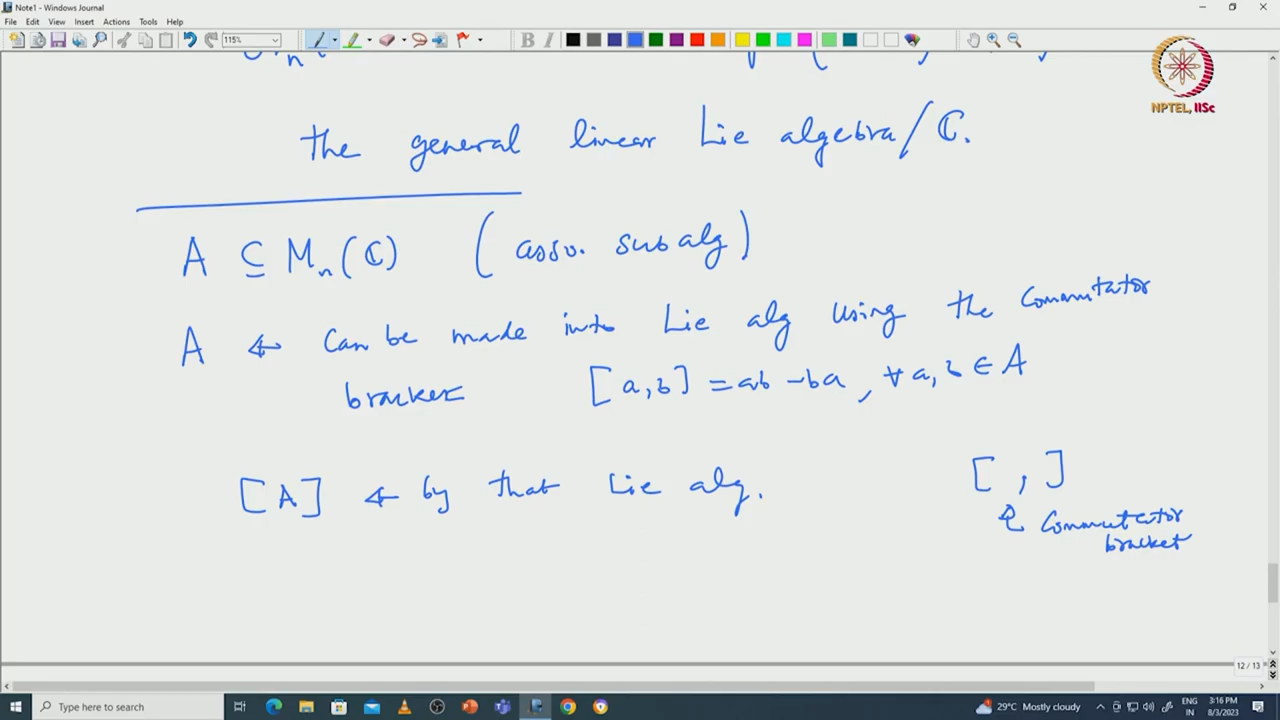 Note1 - Windows Journal
File Edit View Insert Actions Tools Help
115%
B I
NPTEL, IISc
the general linear Lie algebra/ℂ.
A ⊆ Mₙ(ℂ) (asso. subalg)
A ← Can be made into Lie alg using the Commutator
bracket [a,b] = ab - ba, ∀ a, b ∈ A
[A] ← by that Lie alg. [ , ]
Commutator
bracket
12 / 13
Type here to search
29°C Mostly cloudy
ENG
IN
3:16 PM
8/3/2023